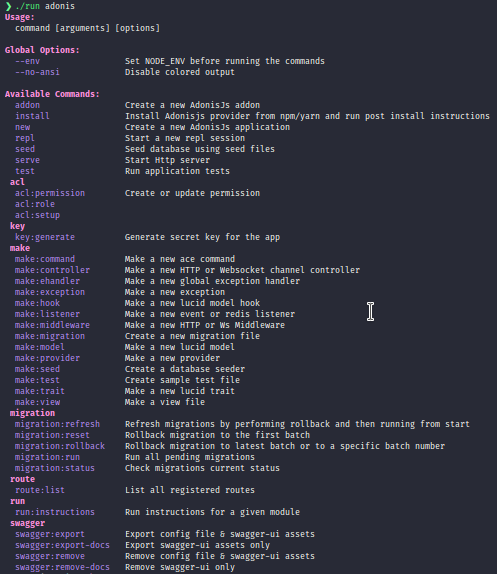 ❯ ./run adonis
Usage:
  command [arguments] [options]

Global Options:
  --env                 Set NODE_ENV before running the commands
  --no-ansi             Disable colored output

Available Commands:
  addon                 Create a new AdonisJs addon
  install               Install Adonisjs provider from npm/yarn and run post install instructions
  new                   Create a new AdonisJs application
  repl                  Start a new repl session
  seed                  Seed database using seed files
  serve                 Start Http server
  test                  Run application tests
 acl
  acl:permission        Create or update permission
  acl:role
  acl:setup
 key
  key:generate          Generate secret key for the app
 make
  make:command          Make a new ace command
  make:controller       Make a new HTTP or Websocket channel controller
  make:handler          Make a new global exception handler
  make:exception        Make a new exception
  make:hook             Make a new lucid model hook
  make:listener         Make a new event or redis listener
  make:middleware       Make a new HTTP or Ws Middleware
  make:migration        Create a new migration file
  make:model            Make a new lucid model
  make:provider         Make a new provider
  make:seed             Create a database seeder
  make:test             Create sample test file
  make:trait            Make a new lucid trait
  make:view             Make a view file
 migration
  migration:refresh     Refresh migrations by performing rollback and then running from start
  migration:reset       Rollback migration to the first batch
  migration:rollback    Rollback migration to latest batch or to a specific batch number
  migration:run         Run all pending migrations
  migration:status      Check migrations current status
 route
  route:list            List all registered routes
 run
  run:instructions      Run instructions for a given module
 swagger
  swagger:export        Export config file & swagger-ui assets
  swagger:export-docs   Export swagger-ui assets only
  swagger:remove        Remove config file & swagger-ui assets
  swagger:remove-docs   Remove swagger-ui only